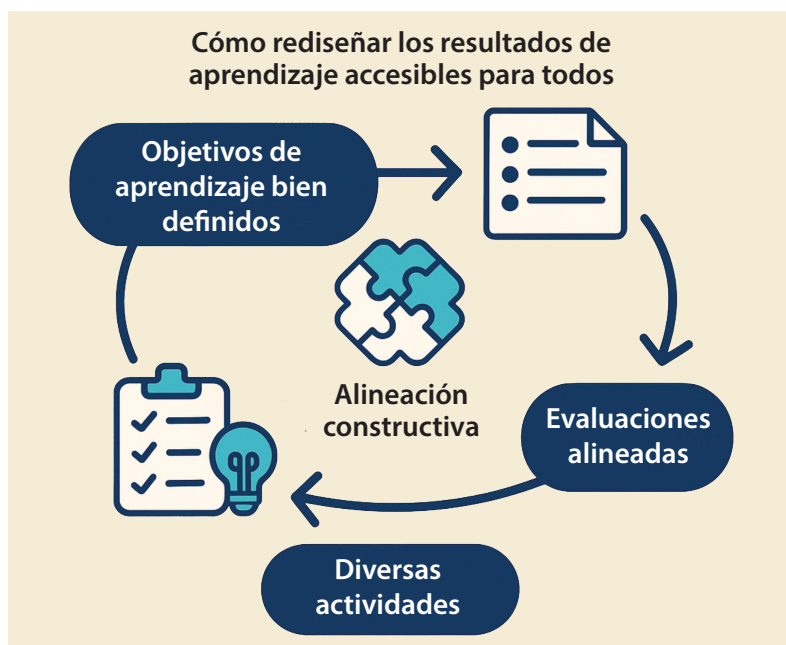 Cómo rediseñar los resultados de
aprendizaje accesibles para todos
Objetivos de
aprendizaje bien
definidos
Alineación
constructiva
Evaluaciones
alineadas
Diversas
actividades